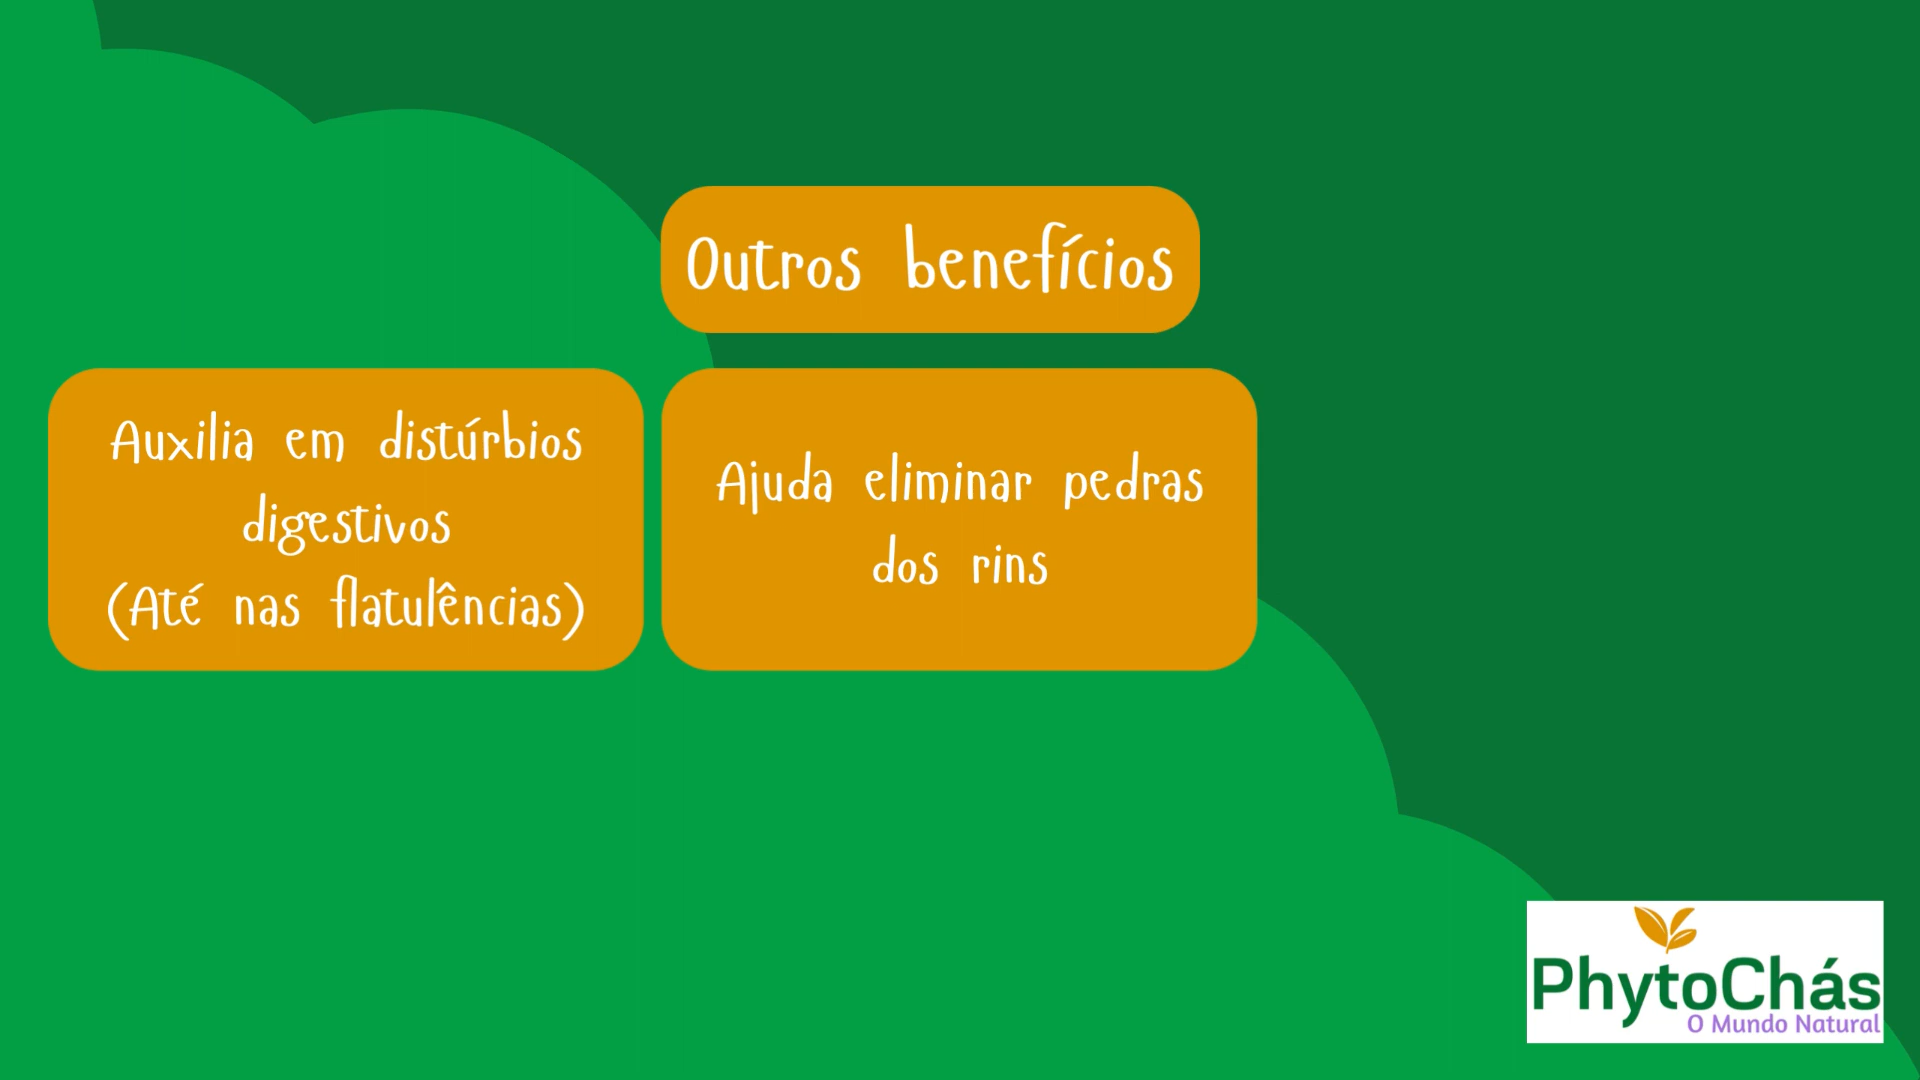 Outros benefícios
Auxilia em distúrbios
digestivos
(Até nas flatulências)
Ajuda eliminar pedras
dos rins
PhytoChás
O Mundo Natural